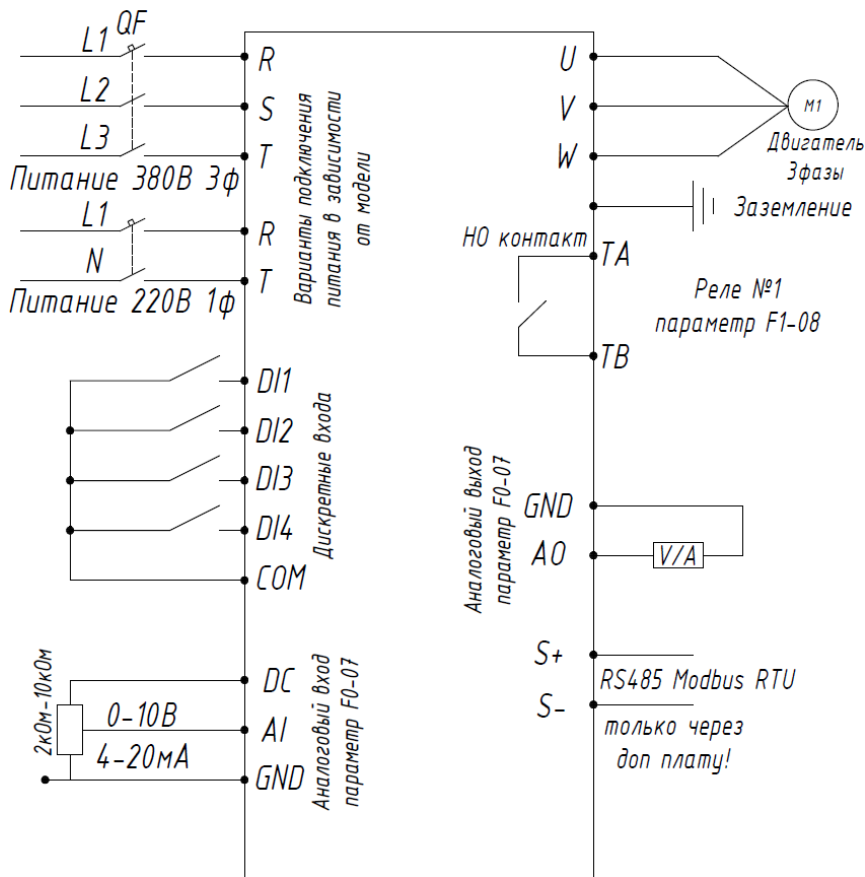 QF
L1
R
L2
S
L3
T
Питание 380В 3ф
L1
R
N
T
Питание 220В 1ф
Варианты подключения
питания в зависимости
от модели
DI1
DI2
DI3
DI4
COM
Дискретные входа
DC
2кОм-10кОм
0-10В
AI
4-20мА
GND
Аналоговый вход
параметр F0-07
U
V
W
M1
Двигатель
3фазы
Заземление
НО контакт
TA
Реле №1
параметр F1-08
TB
Аналоговый выход
параметр F0-07
GND
AO
V/A
S+
RS485 Modbus RTU
S-
только через
доп плату!